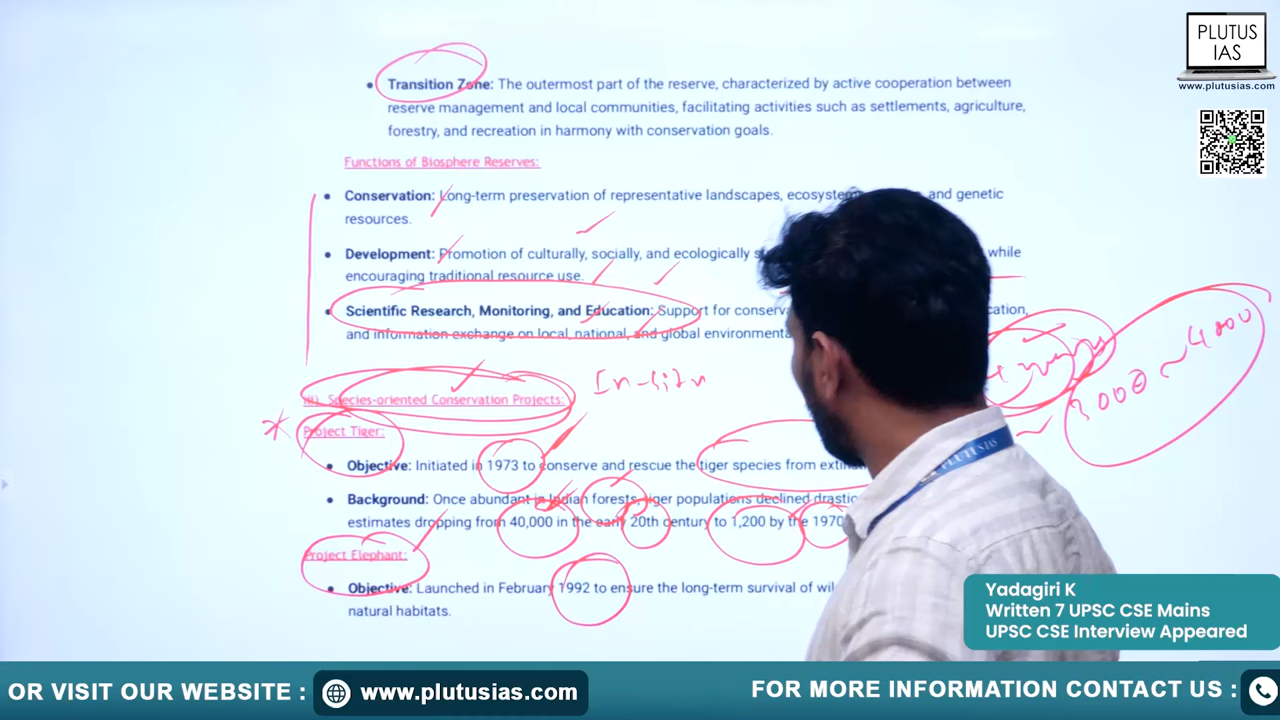 PLUTUS
IAS
www.plutusias.com
• Transition Zone: The outermost part of the reserve, characterized by active cooperation between
reserve management and local communities, facilitating activities such as settlements, agriculture,
forestry, and recreation in harmony with conservation goals.
Functions of Biosphere Reserves:
• Conservation: Long-term preservation of representative landscapes, and genetic
resources.
• Development: Promotion of culturally, socially, and ecologically while
encouraging traditional resource use.
• Scientific Research, Monitoring, and Education: Support for
and information exchange on local, national, and global
In-situ
3000 ~ 4000
Species-oriented Conservation Projects:
* Project Tiger:
• Objective: Initiated in 1973 to conserve and rescue the tiger species from
• Background: Once abundant in Indian forests, tiger populations declined
estimates dropping from 40,000 in the early 20th century to 1,200 by the 1970
Project Elephant:
• Objective: Launched in February 1992 to ensure the long-term survival of
natural habitats.
PLUTUS IAS
Yadagiri K
Written 7 UPSC CSE Mains
UPSC CSE Interview Appeared
OR VISIT OUR WEBSITE : www.plutusias.com
FOR MORE INFORMATION CONTACT US :